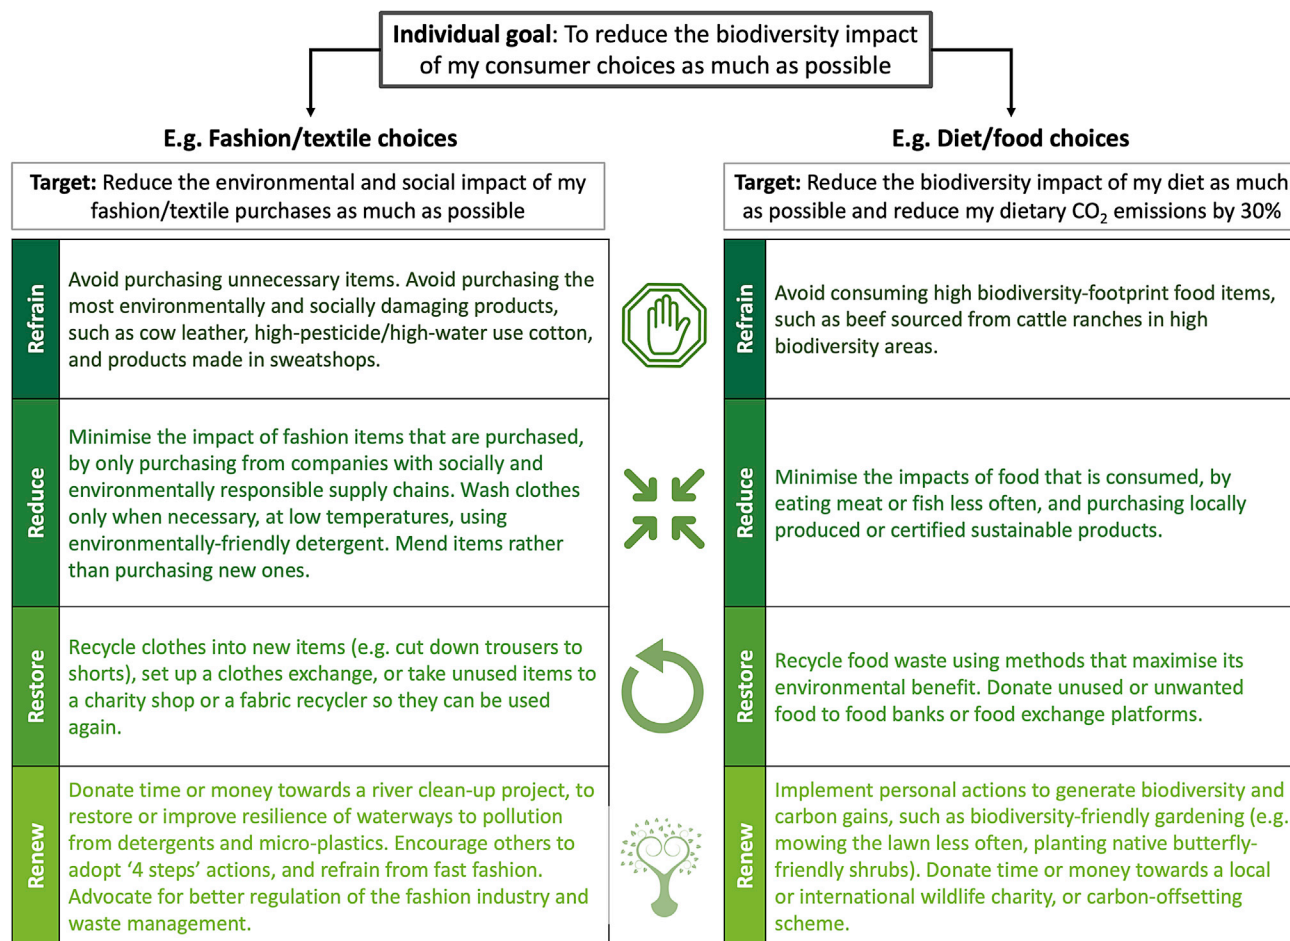 Individual goal: To reduce the biodiversity impact
of my consumer choices as much as possible
E.g. Fashion/textile choices
Target: Reduce the environmental and social impact of my
fashion/textile purchases as much as possible
Refrain
Avoid purchasing unnecessary items. Avoid purchasing the
most environmentally and socially damaging products,
such as cow leather, high-pesticide/high-water use cotton,
and products made in sweatshops.
Reduce
Minimise the impact of fashion items that are purchased,
by only purchasing from companies with socially and
environmentally responsible supply chains. Wash clothes
only when necessary, at low temperatures, using
environmentally-friendly detergent. Mend items rather
than purchasing new ones.
Restore
Recycle clothes into new items (e.g. cut down trousers to
shorts), set up a clothes exchange, or take unused items to
a charity shop or a fabric recycler so they can be used
again.
Renew
Donate time or money towards a river clean-up project, to
restore or improve resilience of waterways to pollution
from detergents and micro-plastics. Encourage others to
adopt ‘4 steps’ actions, and refrain from fast fashion.
Advocate for better regulation of the fashion industry and
waste management.
E.g. Diet/food choices
Target: Reduce the biodiversity impact of my diet as much
as possible and reduce my dietary CO₂ emissions by 30%
Refrain
Avoid consuming high biodiversity-footprint food items,
such as beef sourced from cattle ranches in high
biodiversity areas.
Reduce
Minimise the impacts of food that is consumed, by
eating meat or fish less often, and purchasing locally
produced or certified sustainable products.
Restore
Recycle food waste using methods that maximise its
environmental benefit. Donate unused or unwanted
food to food banks or food exchange platforms.
Renew
Implement personal actions to generate biodiversity and
carbon gains, such as biodiversity-friendly gardening (e.g.
mowing the lawn less often, planting native butterfly-
friendly shrubs). Donate time or money towards a local
or international wildlife charity, or carbon-offsetting
scheme.